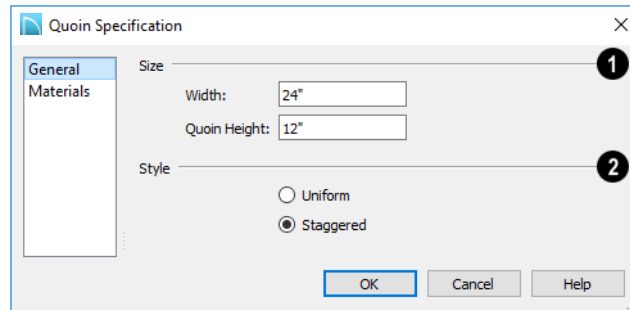 Quoin Specification
General
Materials
Size
1
Width: 24"
Quoin Height: 12"
Style
2
Uniform
Staggered
OK Cancel Help